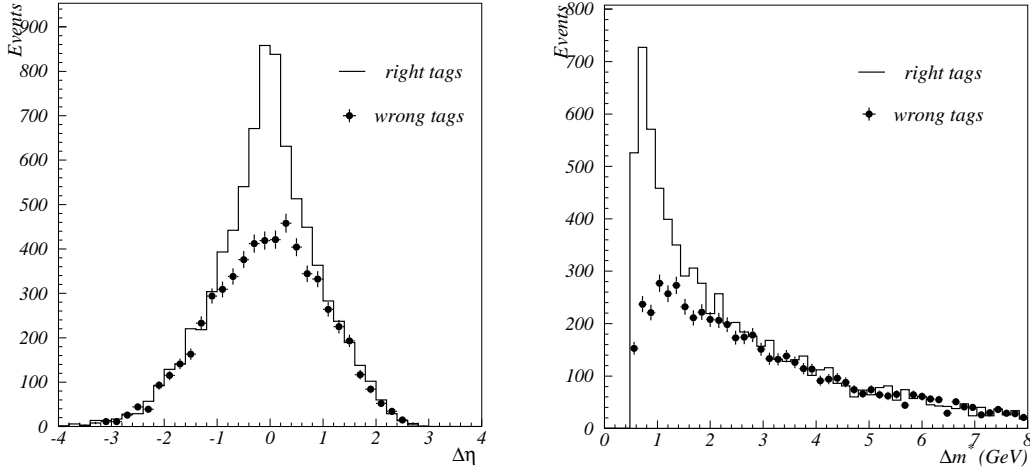 Events
900
800
700
600
500
400
300
200
100
0
-4 -3 -2 -1 0 1 2 3 4
Δη
right tags
wrong tags
Events
800
700
600
500
400
300
200
100
0
0 1 2 3 4 5 6 7 8
Δm* (GeV)
right tags
wrong tags